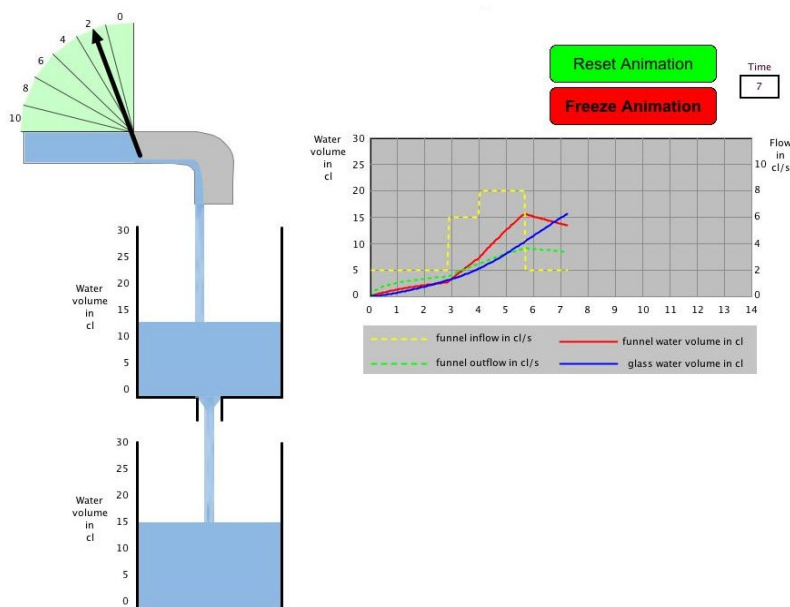 0
2
4
6
8
10
Reset Animation
Freeze Animation
Time
7
Water
volume
in
cl
30
25
20
15
10
5
0
Flow
in
cl/s
10
8
6
4
2
0
0 1 2 3 4 5 6 7 8 9 10 11 12 13 14
funnel inflow in cl/s
funnel water volume in cl
funnel outflow in cl/s
glass water volume in cl
Water
volume
in
cl
30
25
20
15
10
5
0
Water
volume
in
cl
30
25
20
15
10
5
0